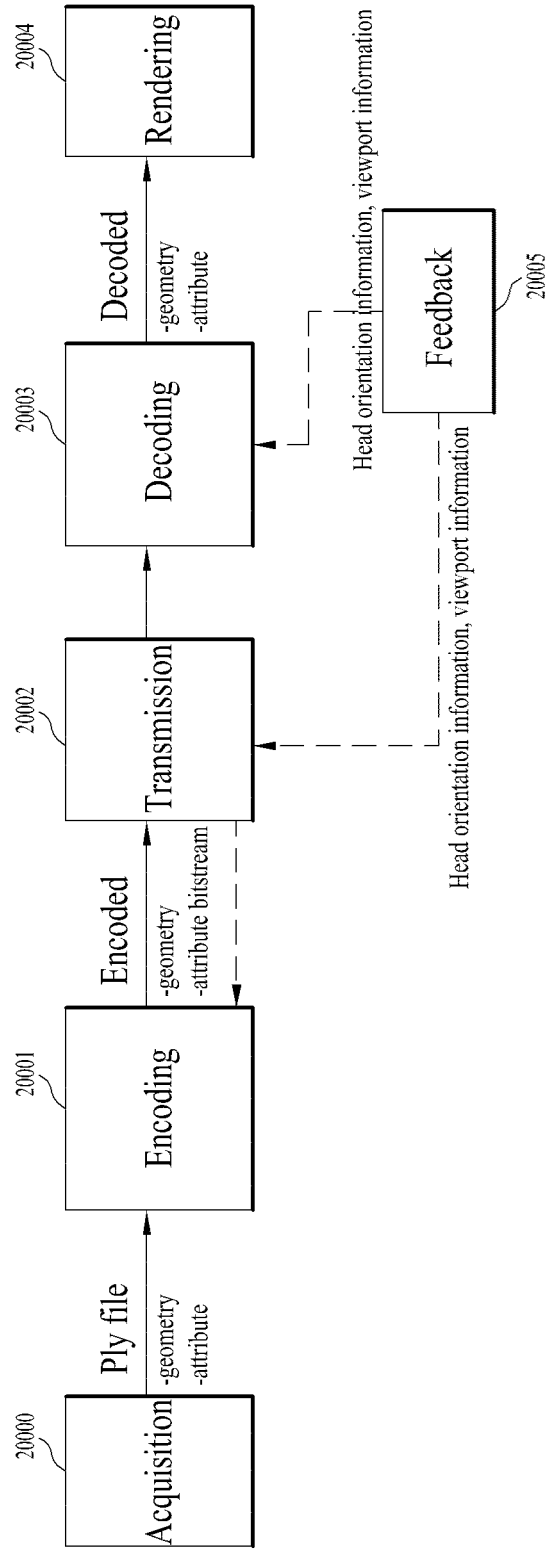 20000
Acquisition
Ply file
-geometry
-attribute
20001
Encoding
Encoded
-geometry
-attribute bitstream
20002
Transmission
20003
Decoding
Decoded
-geometry
-attribute
20004
Rendering
Head orientation information, viewport information
Feedback
20005
Head orientation information, viewport information